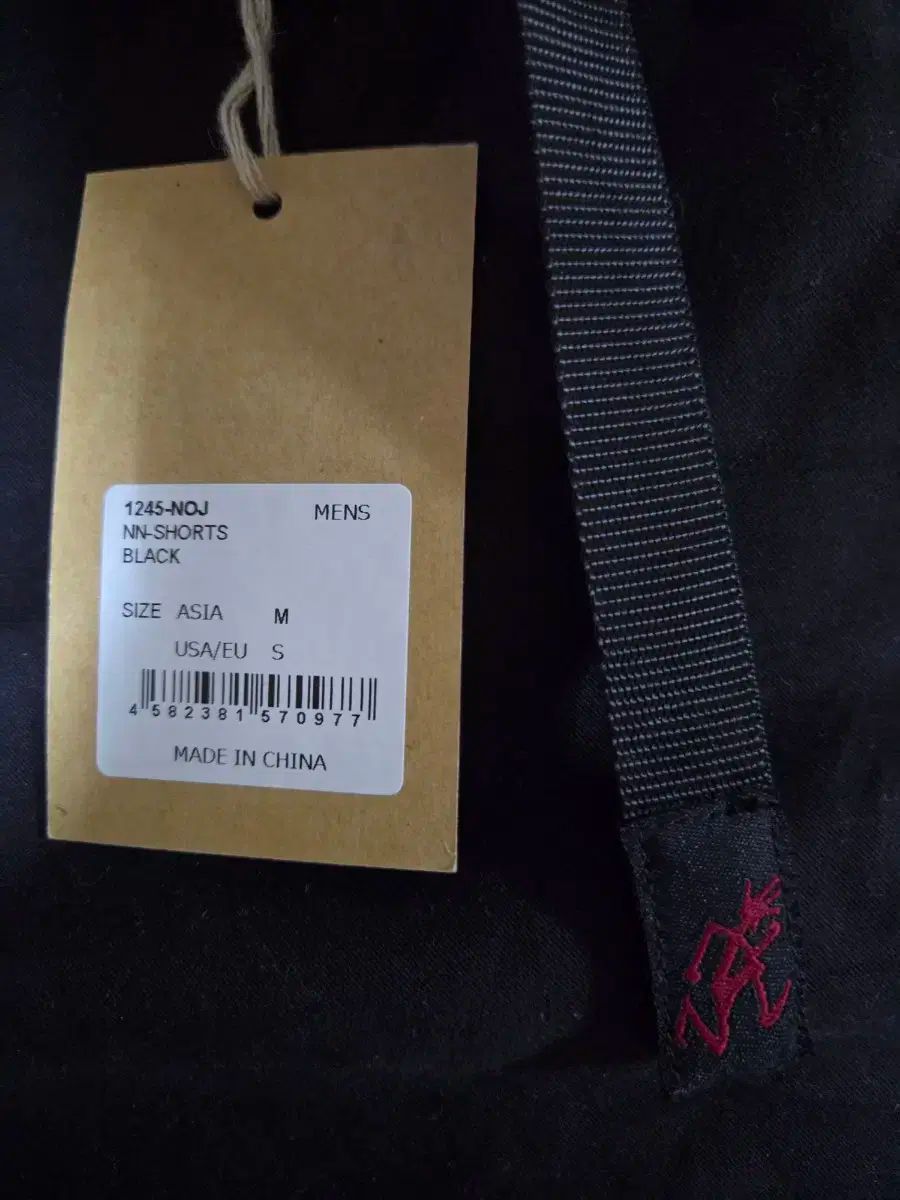 1245-NOJ MENS
NN-SHORTS
BLACK
SIZE ASIA M
USA/EU S
4 582381 570977
MADE IN CHINA